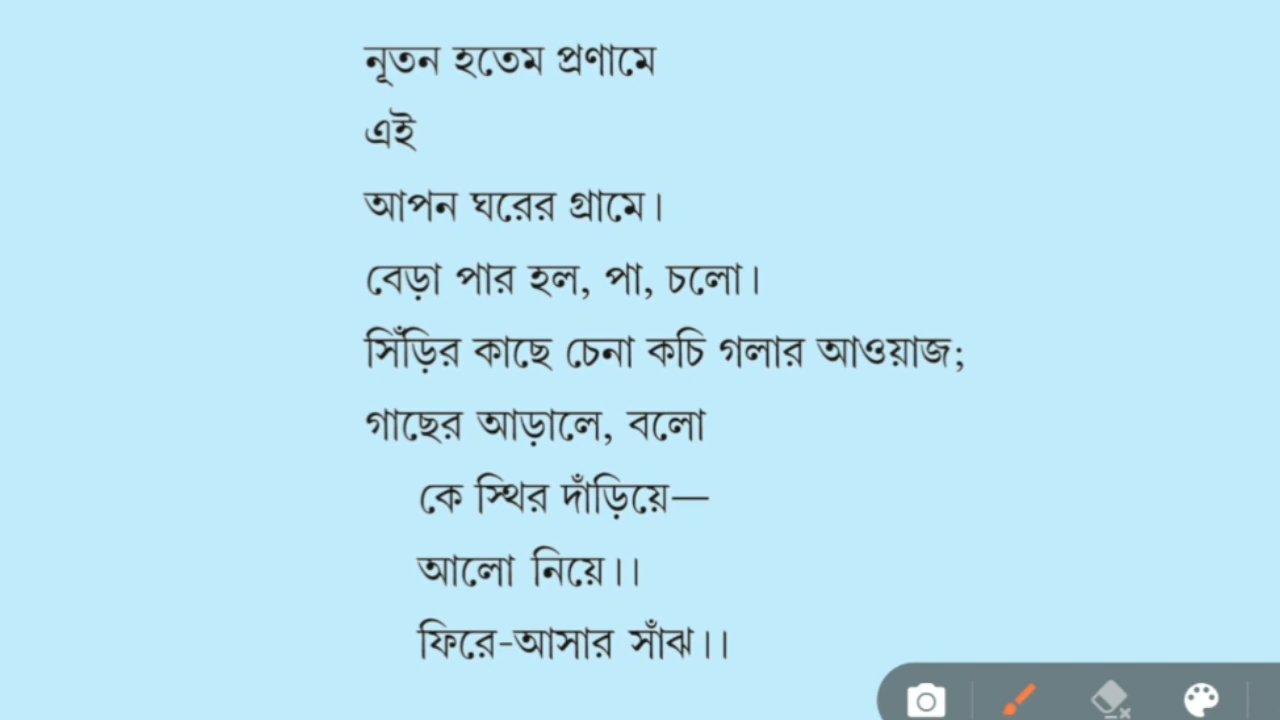 নূতন হতেম প্রণামে
এই
আপন ঘরের গ্রামে।
বেড়া পার হল, পা, চলো।
সিঁড়ির কাছে চেনা কচি গলার আওয়াজ;
গাছের আড়ালে, বলো
কে স্থির দাঁড়িয়ে—
আলো নিয়ে।।
ফিরে-আসার সাঁঝ।।